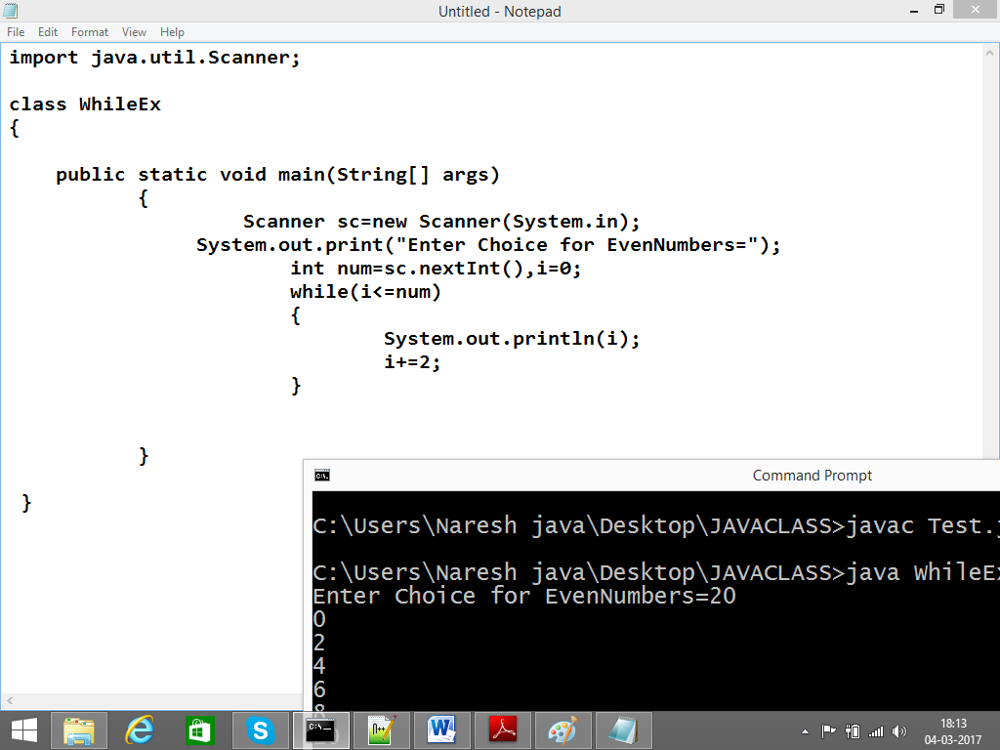 Untitled - Notepad
File Edit Format View Help
import java.util.Scanner;
class WhileEx
{
public static void main(String[] args)
{
Scanner sc=new Scanner(System.in);
System.out.print("Enter Choice for EvenNumbers=");
int num=sc.nextInt(),i=0;
while(i<=num)
{
System.out.println(i);
i+=2;
}
}
}
Command Prompt
C:\Users\Naresh java\Desktop\JAVACLASS>javac Test.j
C:\Users\Naresh java\Desktop\JAVACLASS>java WhileEx
Enter Choice for EvenNumbers=20
0
2
4
6
8
18:13
04-03-2017